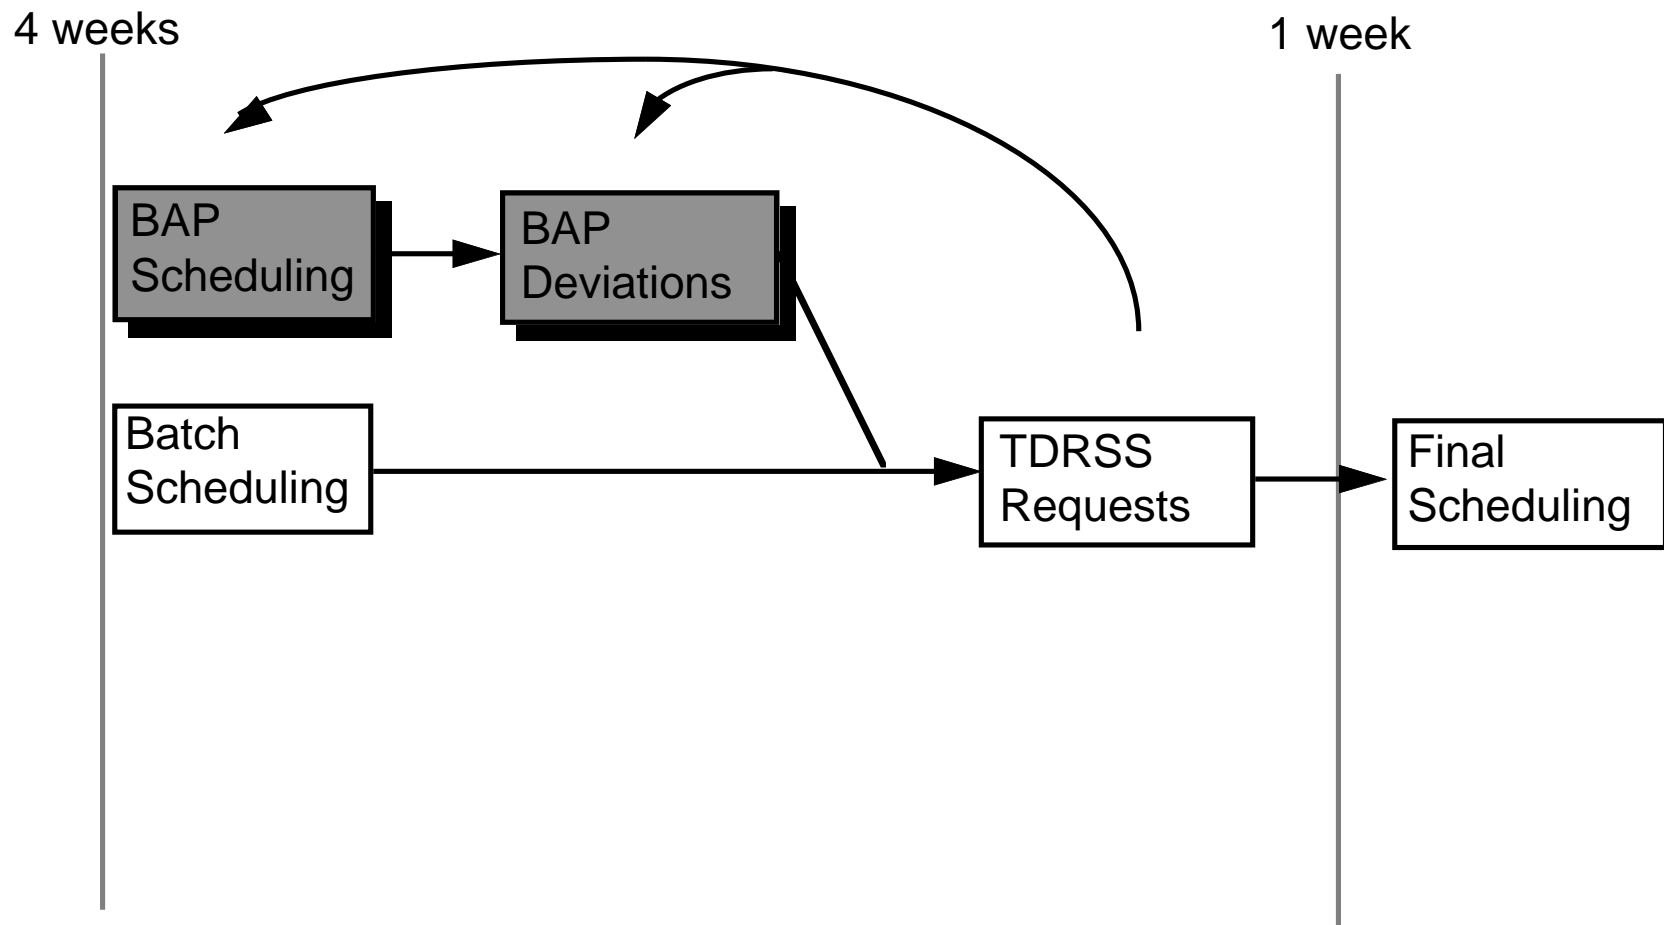 4 weeks
1 week
BAP
Scheduling
BAP
Deviations
Batch
Scheduling
TDRSS
Requests
Final
Scheduling